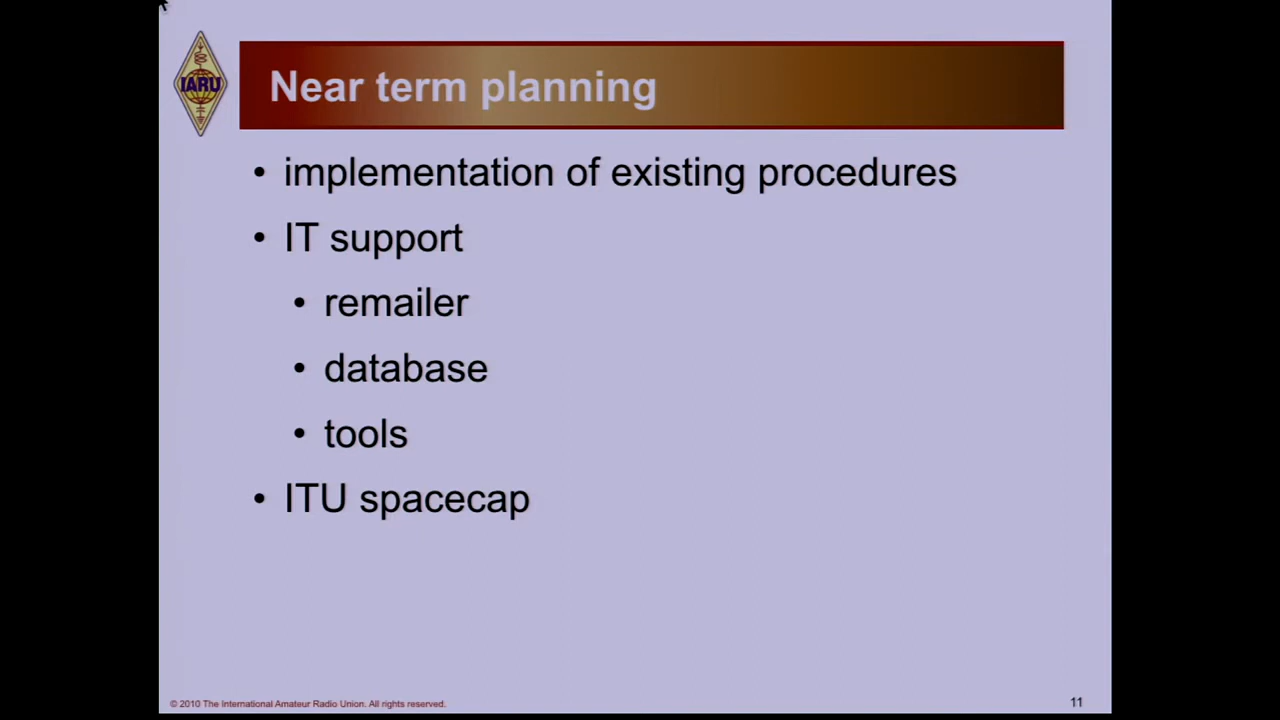 IARU
Near term planning
• implementation of existing procedures
• IT support
• remailer
• database
• tools
• ITU spacecap
© 2010 The International Amateur Radio Union. All rights reserved.
11